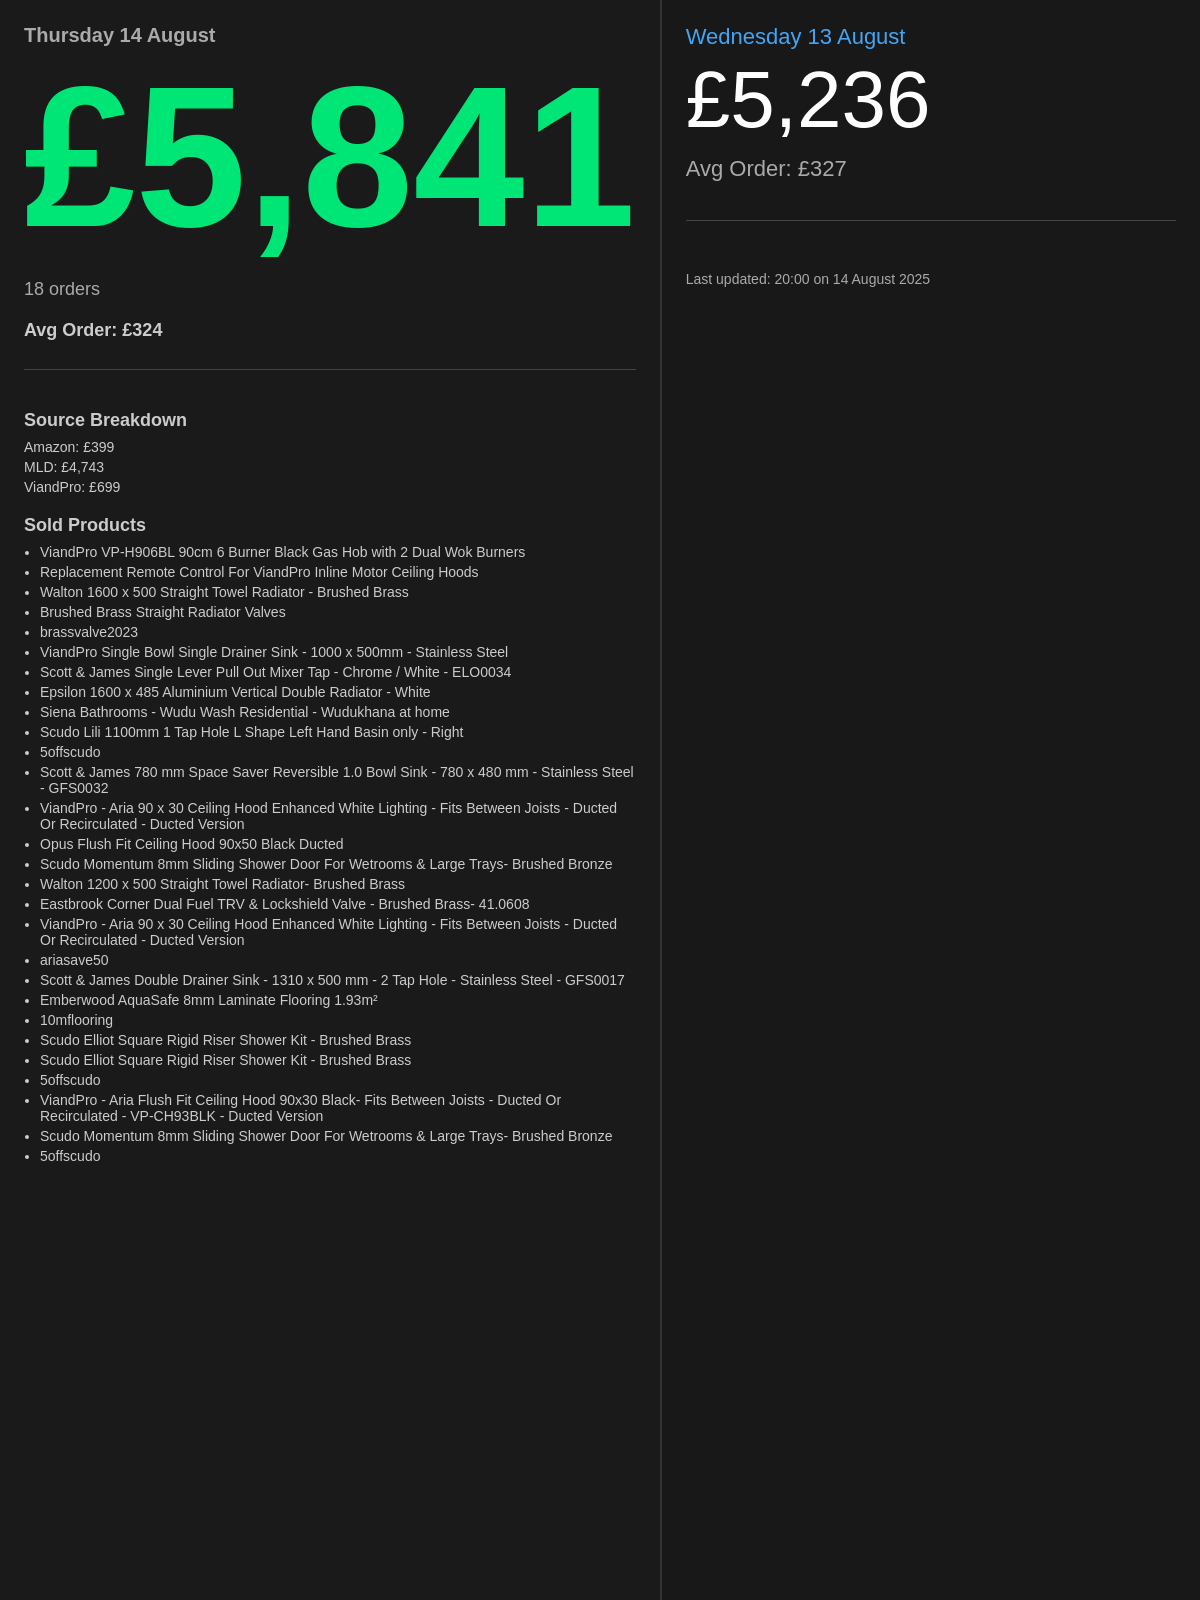 Thursday 14 August
£5,841
18 orders
Avg Order: £324
Source Breakdown
Amazon: £399
MLD: £4,743
ViandPro: £699
Sold Products
• ViandPro VP-H906BL 90cm 6 Burner Black Gas Hob with 2 Dual Wok Burners
• Replacement Remote Control For ViandPro Inline Motor Ceiling Hoods
• Walton 1600 x 500 Straight Towel Radiator - Brushed Brass
• Brushed Brass Straight Radiator Valves
• brassvalve2023
• ViandPro Single Bowl Single Drainer Sink - 1000 x 500mm - Stainless Steel
• Scott & James Single Lever Pull Out Mixer Tap - Chrome / White - ELO0034
• Epsilon 1600 x 485 Aluminium Vertical Double Radiator - White
• Siena Bathrooms - Wudu Wash Residential - Wudukhana at home
• Scudo Lili 1100mm 1 Tap Hole L Shape Left Hand Basin only - Right
• 5offscudo
• Scott & James 780 mm Space Saver Reversible 1.0 Bowl Sink - 780 x 480 mm - Stainless Steel
- GFS0032
• ViandPro - Aria 90 x 30 Ceiling Hood Enhanced White Lighting - Fits Between Joists - Ducted
Or Recirculated - Ducted Version
• Opus Flush Fit Ceiling Hood 90x50 Black Ducted
• Scudo Momentum 8mm Sliding Shower Door For Wetrooms & Large Trays- Brushed Bronze
• Walton 1200 x 500 Straight Towel Radiator- Brushed Brass
• Eastbrook Corner Dual Fuel TRV & Lockshield Valve - Brushed Brass- 41.0608
• ViandPro - Aria 90 x 30 Ceiling Hood Enhanced White Lighting - Fits Between Joists - Ducted
Or Recirculated - Ducted Version
• ariasave50
• Scott & James Double Drainer Sink - 1310 x 500 mm - 2 Tap Hole - Stainless Steel - GFS0017
• Emberwood AquaSafe 8mm Laminate Flooring 1.93m²
• 10mflooring
• Scudo Elliot Square Rigid Riser Shower Kit - Brushed Brass
• Scudo Elliot Square Rigid Riser Shower Kit - Brushed Brass
• 5offscudo
• ViandPro - Aria Flush Fit Ceiling Hood 90x30 Black- Fits Between Joists - Ducted Or
Recirculated - VP-CH93BLK - Ducted Version
• Scudo Momentum 8mm Sliding Shower Door For Wetrooms & Large Trays- Brushed Bronze
• 5offscudo
Wednesday 13 August
£5,236
Avg Order: £327
Last updated: 20:00 on 14 August 2025